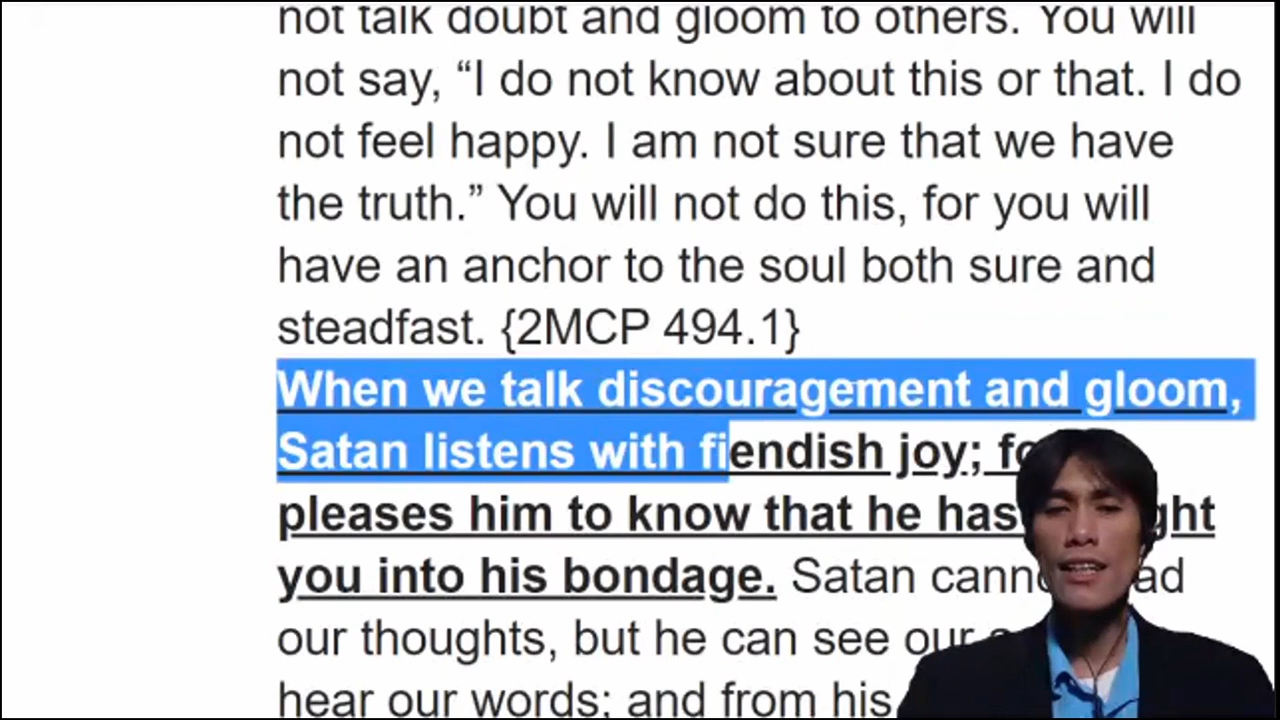 not talk doubt and gloom to others. You will
not say, “I do not know about this or that. I do
not feel happy. I am not sure that we have
the truth.” You will not do this, for you will
have an anchor to the soul both sure and
steadfast. {2MCP 494.1}
When we talk discouragement and gloom,
Satan listens with fiendish joy;
pleases him to know that he has
you into his bondage. Satan
our thoughts, but he can see our
hear our words; and from his